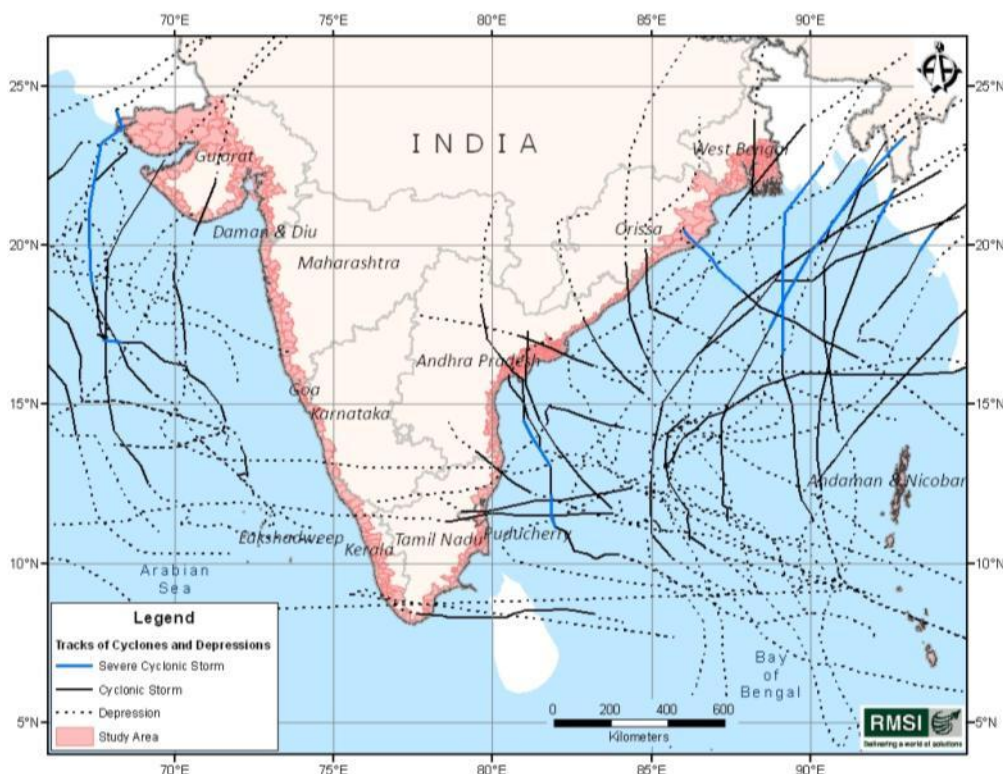 70°E 75°E 80°E 85°E 90°E
25°N 25°N
INDIA
Gujarat
West Bengal
Daman & Diu
Orissa
20°N 20°N
Maharashtra
Andhra Pradesh
Goa
15°N 15°N
Karnataka
Andaman & Nicobar
Lakshadweep
Kerala
Tamil Nadu
Puducherry
10°N 10°N
Arabian
Sea
Legend
Tracks of Cyclones and Depressions
Severe Cyclonic Storm
Cyclonic Storm
Depression
Study Area
Bay
of
Bengal
0 200 400 600
Kilometers
5°N 5°N
RMSI
Delivering a world of solutions
70°E 75°E 80°E 85°E 90°E